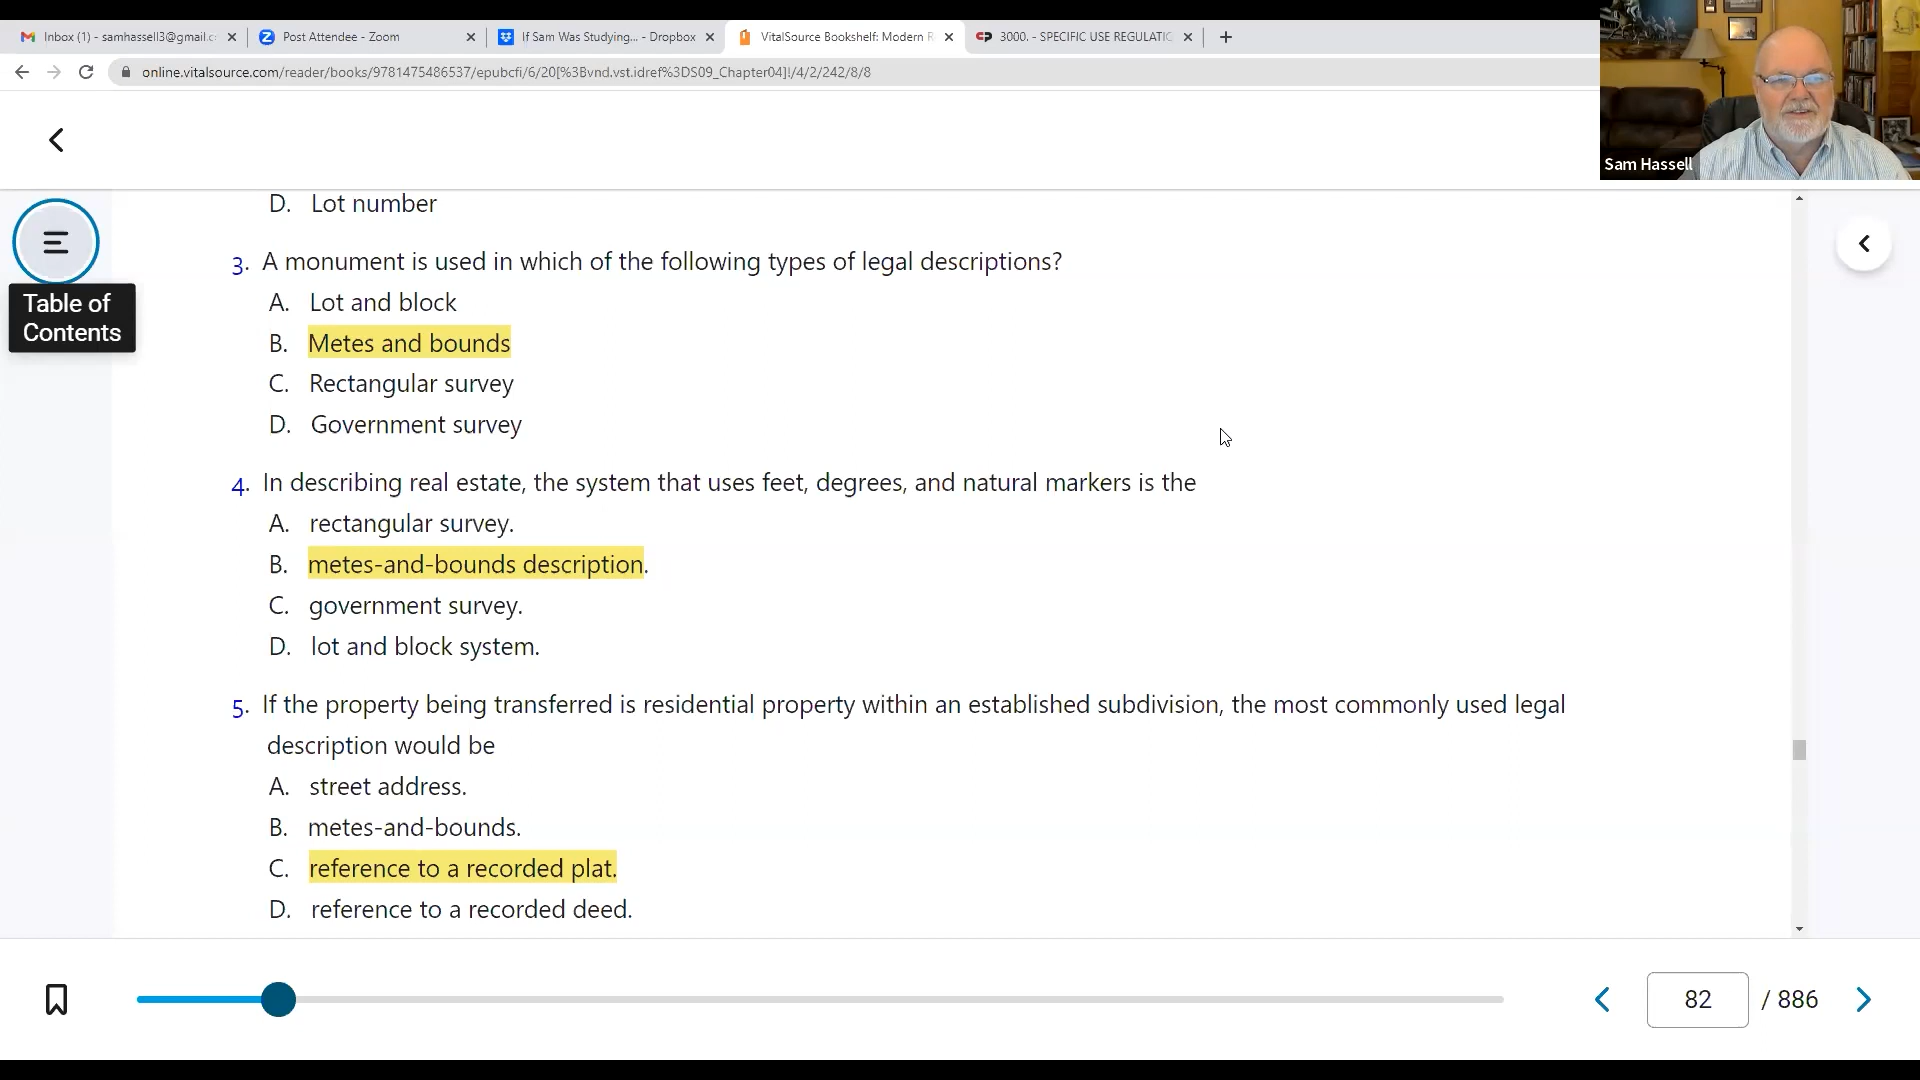 Inbox (1) - samhassell3@gmail.c
Post Attendee - Zoom
If Sam Was Studying... - Dropbox
VitalSource Bookshelf: Modern R
3000. - SPECIFIC USE REGULATIC
online.vitalsource.com/reader/books/9781475486537/epubcfi/6/20[%3Bvnd.vst.idref%3DS09_Chapter04]!/4/2/242/8/8
Sam Hassell
Table of
Contents
D. Lot number
3. A monument is used in which of the following types of legal descriptions?
A. Lot and block
B. Metes and bounds
C. Rectangular survey
D. Government survey
4. In describing real estate, the system that uses feet, degrees, and natural markers is the
A. rectangular survey.
B. metes-and-bounds description.
C. government survey.
D. lot and block system.
5. If the property being transferred is residential property within an established subdivision, the most commonly used legal
description would be
A. street address.
B. metes-and-bounds.
C. reference to a recorded plat.
D. reference to a recorded deed.
82 / 886